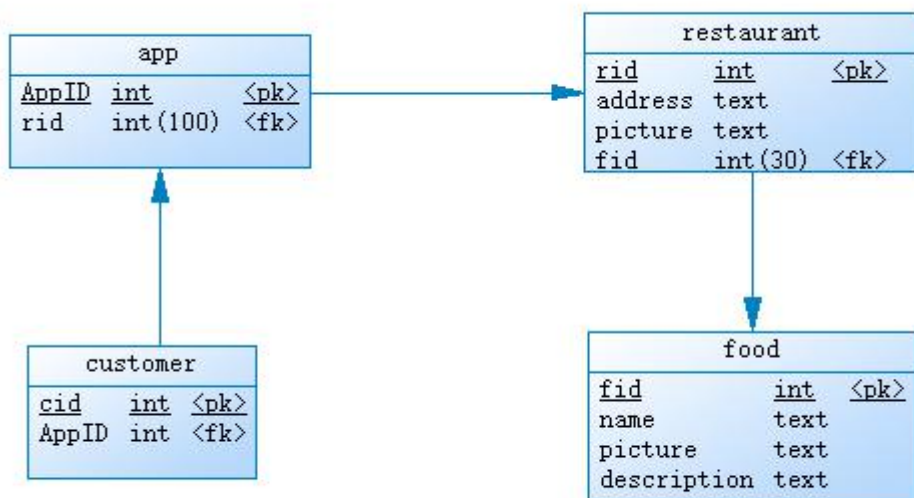 app
AppID int <pk>
rid int(100) <fk>
restaurant
rid int <pk>
address text
picture text
fid int(30) <fk>
customer
cid int <pk>
AppID int <fk>
food
fid int <pk>
name text
picture text
description text